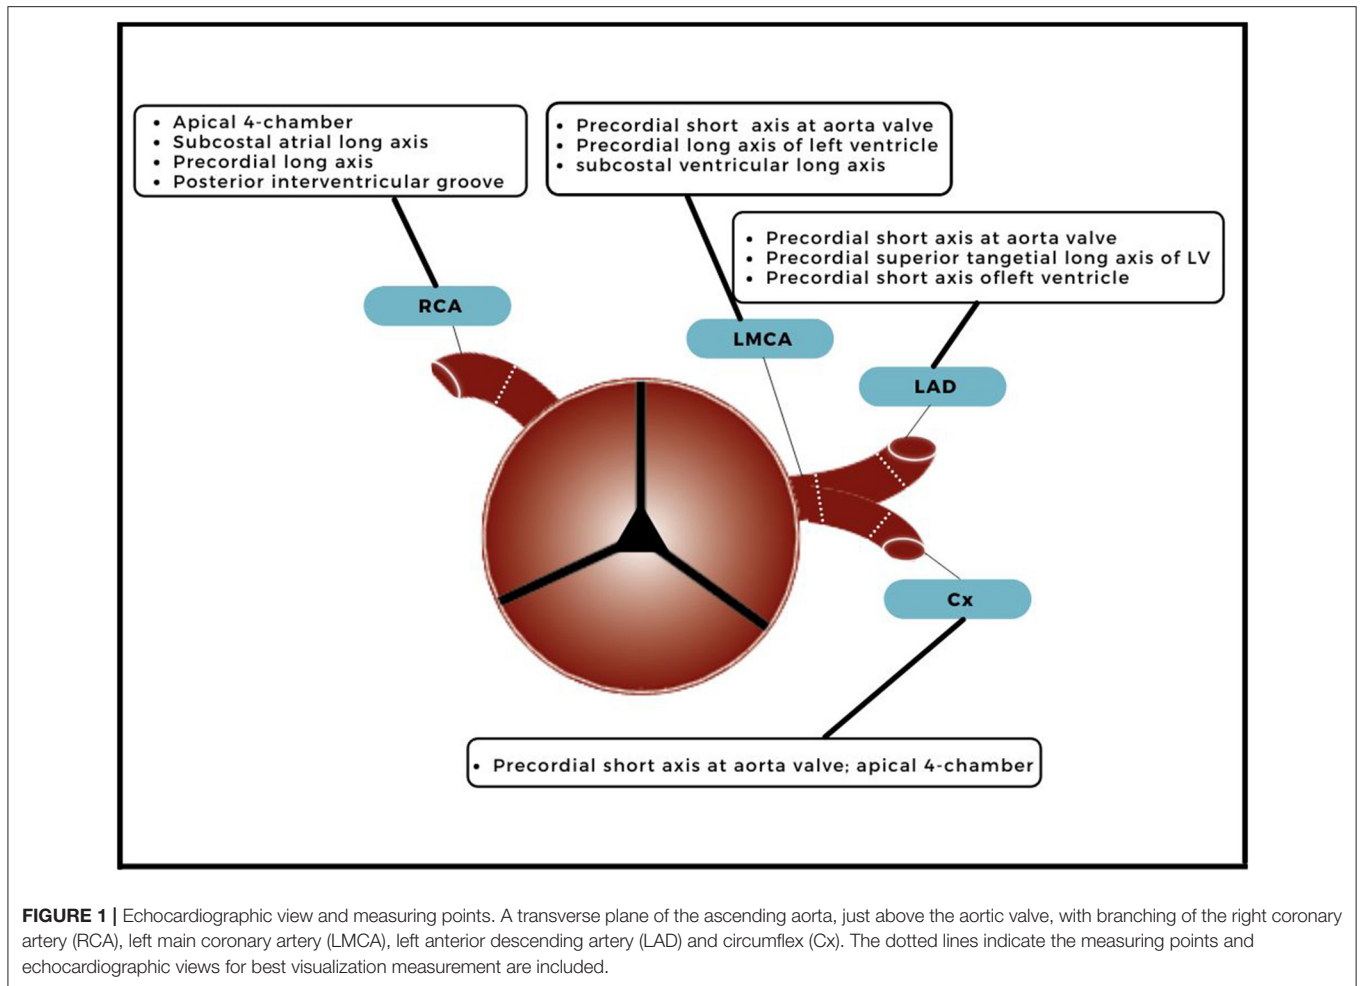 • Apical 4-chamber
• Subcostal atrial long axis
• Precordial long axis
• Posterior interventricular groove
• Precordial short axis at aorta valve
• Precordial long axis of left ventricle
• subcostal ventricular long axis
• Precordial short axis at aorta valve
• Precordial superior tangetial long axis of LV
• Precordial short axis ofleft ventricle
RCA
LMCA
LAD
Cx
• Precordial short axis at aorta valve; apical 4-chamber
FIGURE 1 | Echocardiographic view and measuring points. A transverse plane of the ascending aorta, just above the aortic valve, with branching of the right coronary
artery (RCA), left main coronary artery (LMCA), left anterior descending artery (LAD) and circumflex (Cx). The dotted lines indicate the measuring points and
echocardiographic views for best visualization measurement are included.